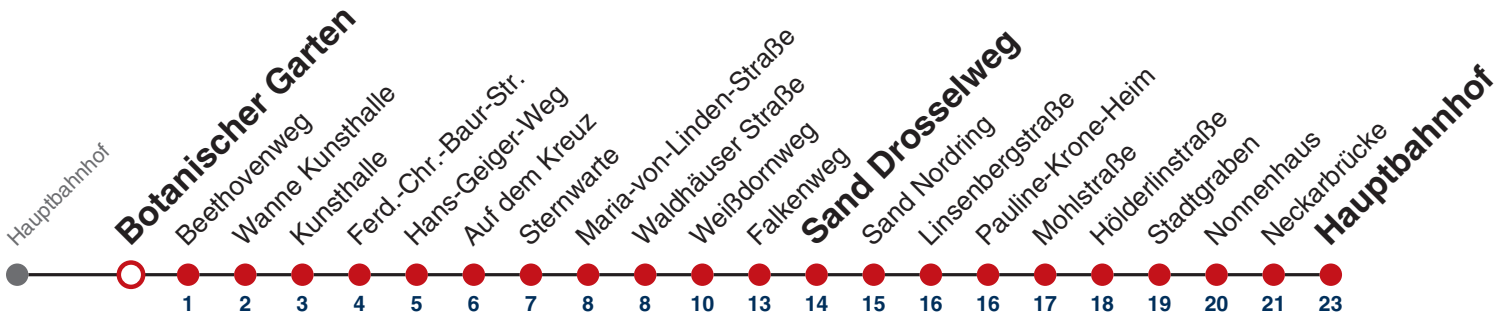 Hauptbahnhof
Botanischer Garten
Beethovenweg
Wanne Kunsthalle
Kunsthalle
Ferd.-Chr.-Baur-Str.
Hans-Geiger-Weg
Auf dem Kreuz
Sternwarte
Maria-von-Linden-Straße
Waldhäuser Straße
Weißdornweg
Falkenweg
Sand Drosselweg
Sand Nordring
Linsenbergstraße
Pauline-Krone-Heim
Mohlstraße
Hölderlinstraße
Stadtgraben
Nonnenhaus
Neckarbrücke
Hauptbahnhof
1 2 3 4 5 6 7 8 8 10 13 14 15 16 16 17 18 19 20 21 23